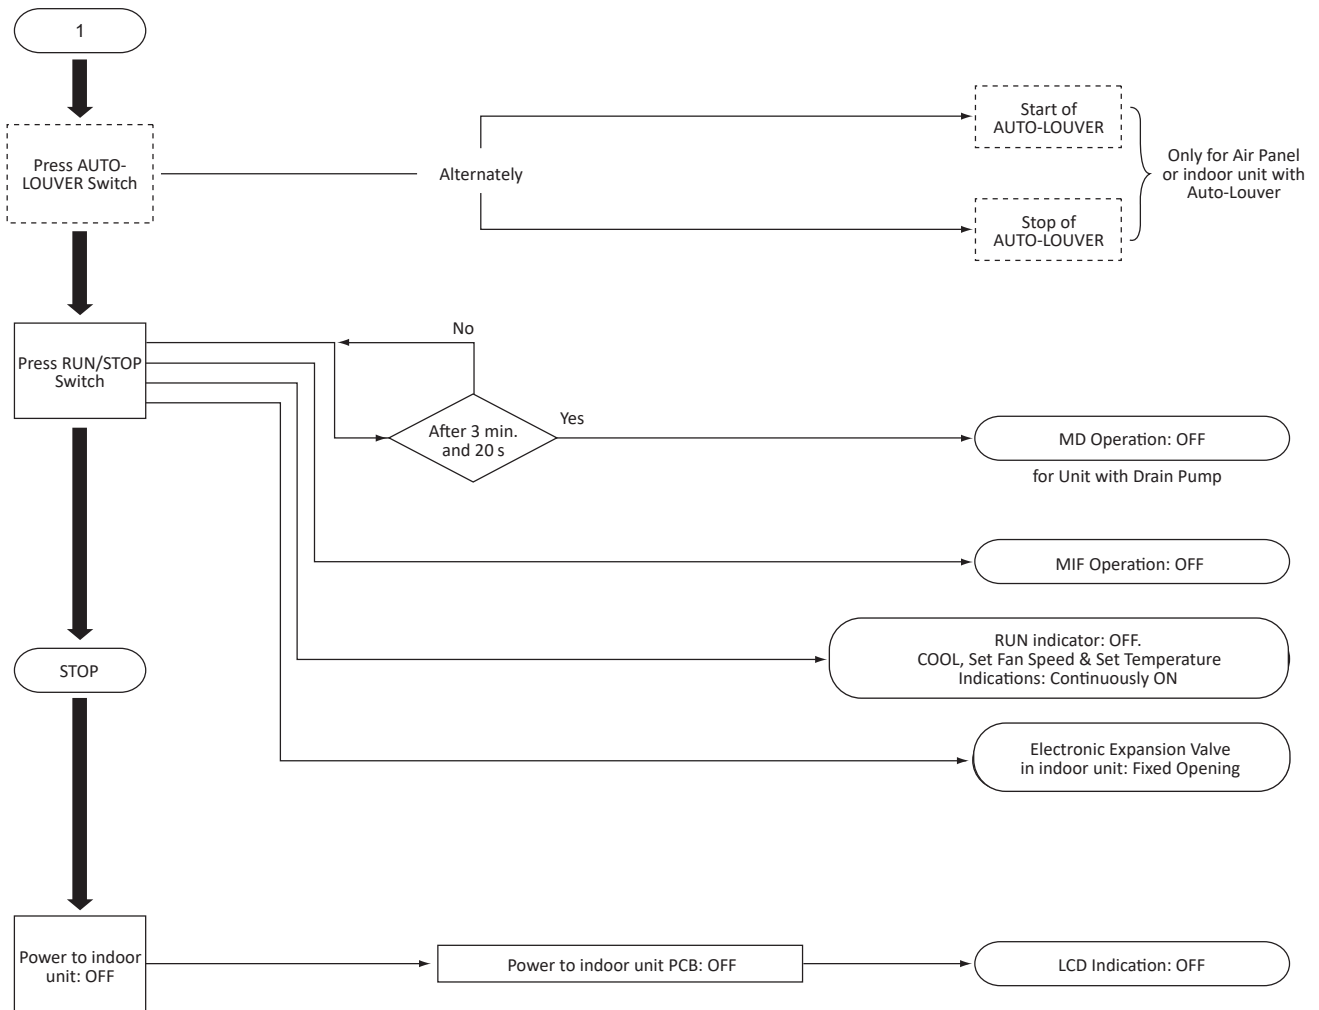 1
Press AUTO-
LOUVER Switch
Alternately
Start of
AUTO-LOUVER
Stop of
AUTO-LOUVER
Only for Air Panel
or indoor unit with
Auto-Louver
Press RUN/STOP
Switch
No
After 3 min.
and 20 s
Yes
MD Operation: OFF
for Unit with Drain Pump
MIF Operation: OFF
RUN indicator: OFF.
COOL, Set Fan Speed & Set Temperature
Indications: Continuously ON
STOP
Electronic Expansion Valve
in indoor unit: Fixed Opening
Power to indoor
unit: OFF
Power to indoor unit PCB: OFF
LCD Indication: OFF